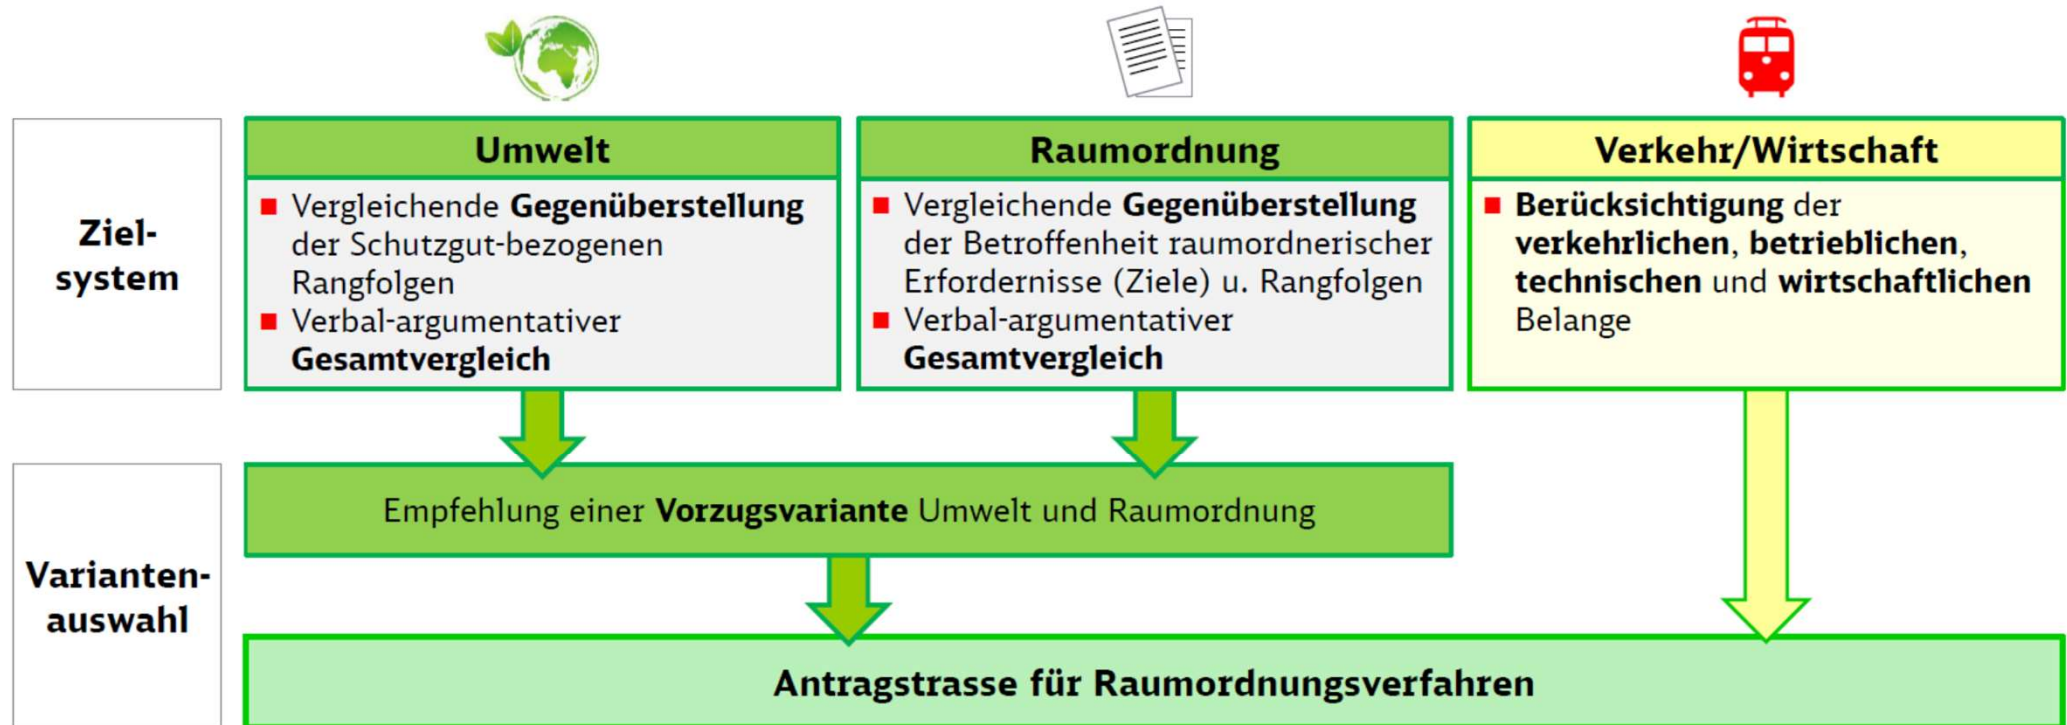 Ziel-
system
Umwelt
■ Vergleichende Gegenüberstellung
der Schutzgut-bezogenen
Rangfolgen
■ Verbal-argumentativer
Gesamtvergleich
Raumordnung
■ Vergleichende Gegenüberstellung
der Betroffenheit raumordnerischer
Erfordernisse (Ziele) u. Rangfolgen
■ Verbal-argumentativer
Gesamtvergleich
Verkehr/Wirtschaft
■ Berücksichtigung der
verkehrlichen, betrieblichen,
technischen und wirtschaftlichen
Belange
Varianten-
auswahl
Empfehlung einer Vorzugsvariante Umwelt und Raumordnung
Antragstrasse für Raumordnungsverfahren